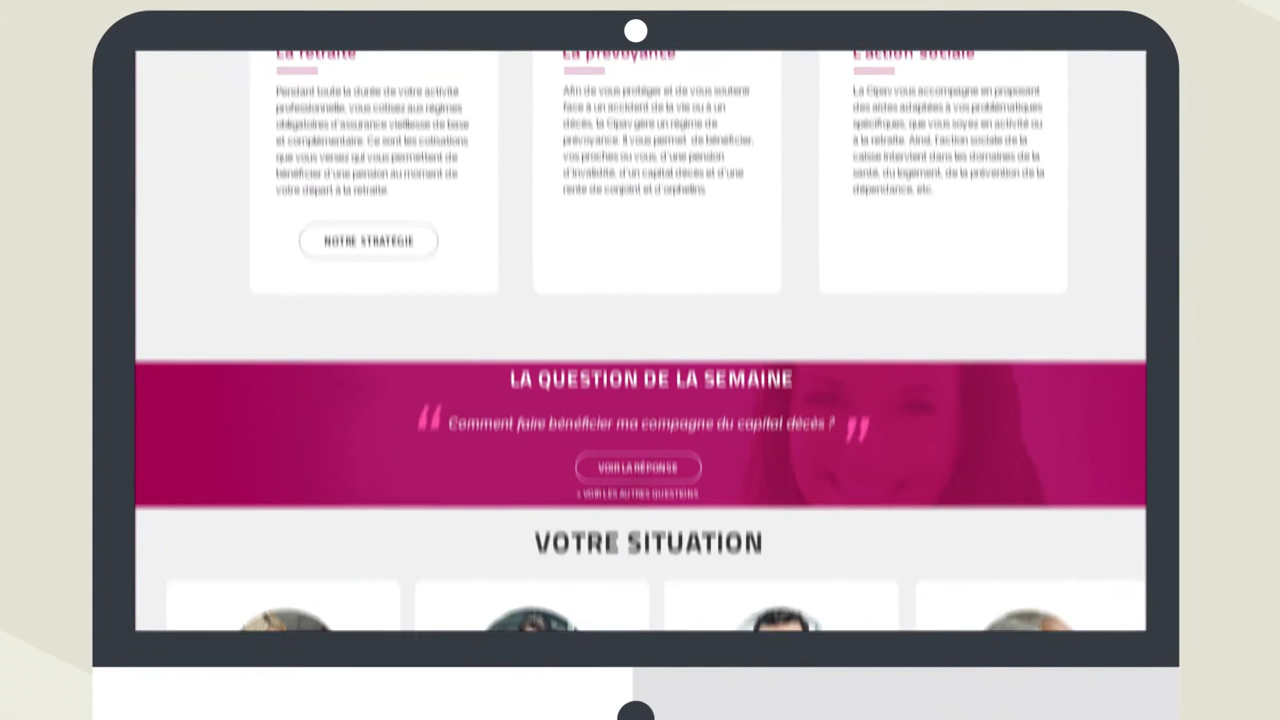 La retraite
Pendant toute la durée de votre activité
professionnelle, vous cotisez aux régimes
obligatoires d'assurance vieillesse de base
et complémentaire. Ce sont les cotisations
que vous versez qui vous permettent de
bénéficier d'une pension au moment de
votre départ à la retraite.
NOTRE STRATÉGIE
La prévoyance
Afin de vous protéger et de vous soutenir
face à un accident de la vie ou à un
décès, la Cipav gère un régime de
prévoyance. Il vous permet de bénéficier,
vos proches ou vous, d'une pension
d'invalidité, d'un capital décès et d'une
rente de conjoint et d'orphelins.
L'action sociale
La Cipav vous accompagne en proposant
des aides adaptées à vos problématiques
spécifiques, que vous soyez en activité ou
à la retraite. Ainsi, l'action sociale de la
caisse intervient dans les domaines de la
santé, du logement, de la prévention de la
dépendance, etc.
LA QUESTION DE LA SEMAINE
“ Comment faire bénéficier ma compagne du capital décès ? ”
VOIR LA RÉPONSE
> VOIR LES AUTRES QUESTIONS
VOTRE SITUATION